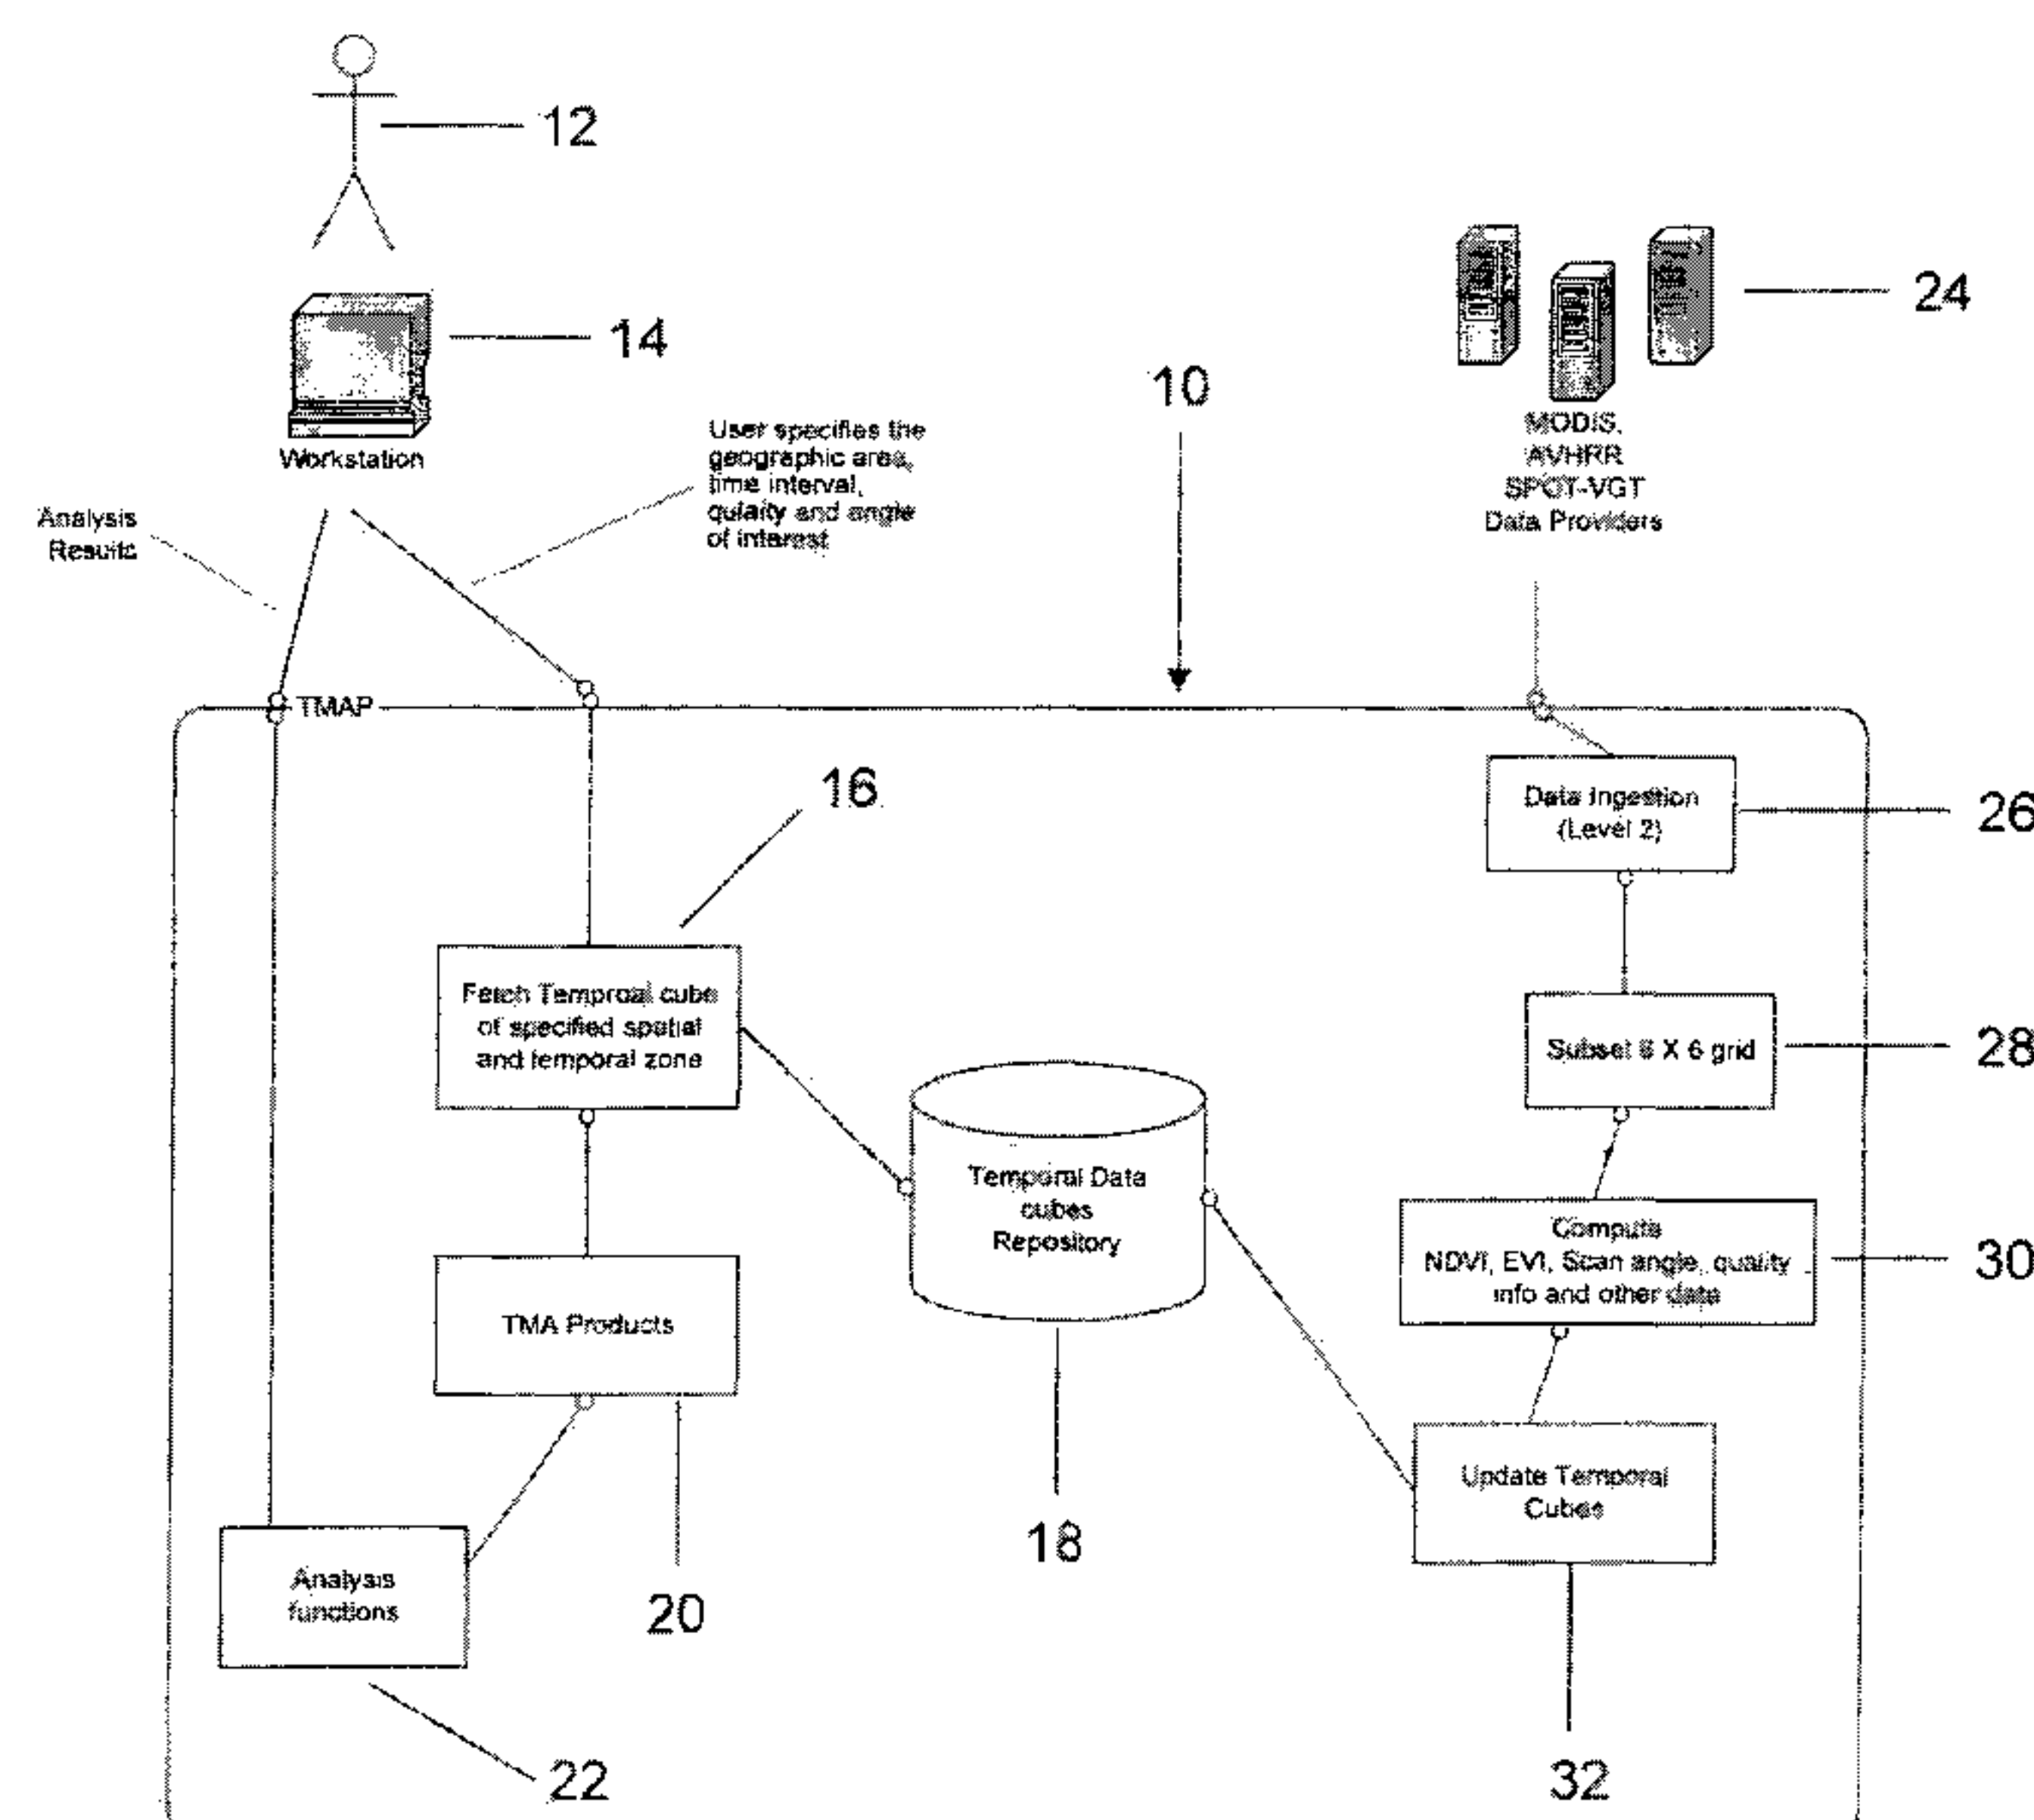 12
14
Workstation
Analysis
Results
User specifies the
geographic area,
time interval,
qulaity and angle
of interest
10
24
MODIS,
AVHRR
SPOT-VGT
Data Providers
TMAP
16
Fetch Temproal cube
of specified spatial
and temporal zone
Data Ingestion
(Level 2)
26
Subset 6 X 6 grid
28
Temporal Data
cubes
Repository
18
Compute
NDVI, EVI, Scan angle, quality
info and other data
30
TMA Products
20
Update Temporal
Cubes
32
Analysis
functions
22